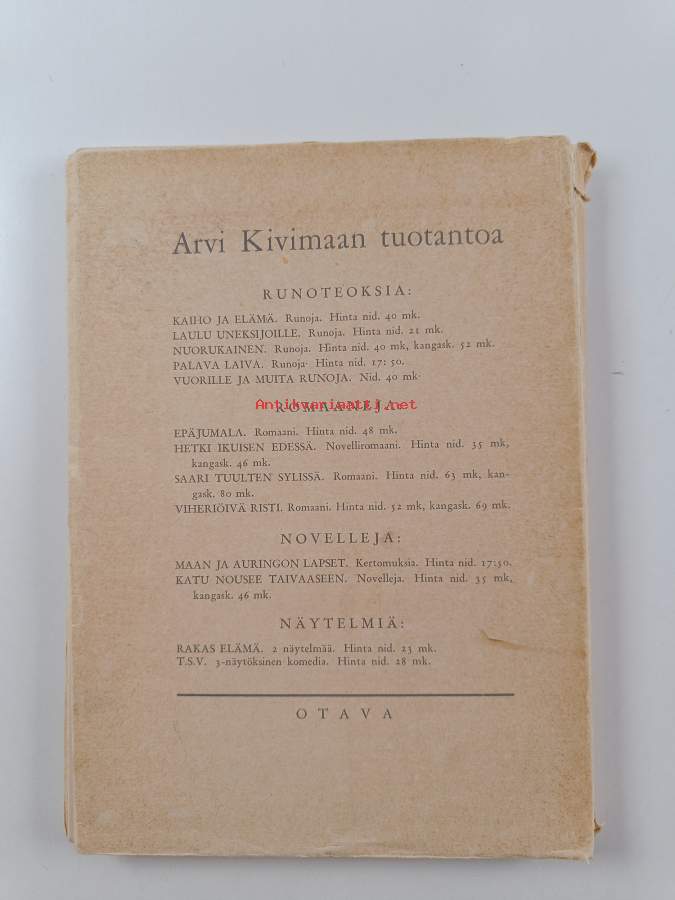 Arvi Kivimaan tuotantoa
RUNOTEOKSIA:
KAIHO JA ELÄMÄ. Runoja. Hinta nid. 40 mk.
LAULU UNEKSIJOILLE. Runoja. Hinta nid. 21 mk.
NUORUKAINEN. Runoja. Hinta nid. 40 mk, kangask. 52 mk.
PALAVA LAIVA. Runoja. Hinta nid. 17: 50.
VUORILLE JA MUITA RUNOJA. Nid. 40 mk.
Antikvariaatti.net
ROMAANEJA:
EPÄJUMALA. Romaani. Hinta nid. 48 mk.
HETKI IKUISEN EDESSÄ. Novelliromaani. Hinta nid. 35 mk,
kangask. 46 mk.
SAARI TUULTEN SYLISSÄ. Romaani. Hinta nid. 63 mk, kan-
gask. 80 mk.
VIHERIÖIVÄ RISTI. Romaani. Hinta nid. 52 mk, kangask. 69 mk.
NOVELLEJA:
MAAN JA AURINGON LAPSET. Kertomuksia. Hinta nid. 17:50.
KATU NOUSEE TAIVAASEEN. Novelleja. Hinta nid. 35 mk,
kangask. 46 mk.
NÄYTELMIÄ:
RAKAS ELÄMÄ. 2 näytelmää. Hinta nid. 23 mk.
T.S.V. 3-näytöksinen komedia. Hinta nid. 28 mk.
OTAVA